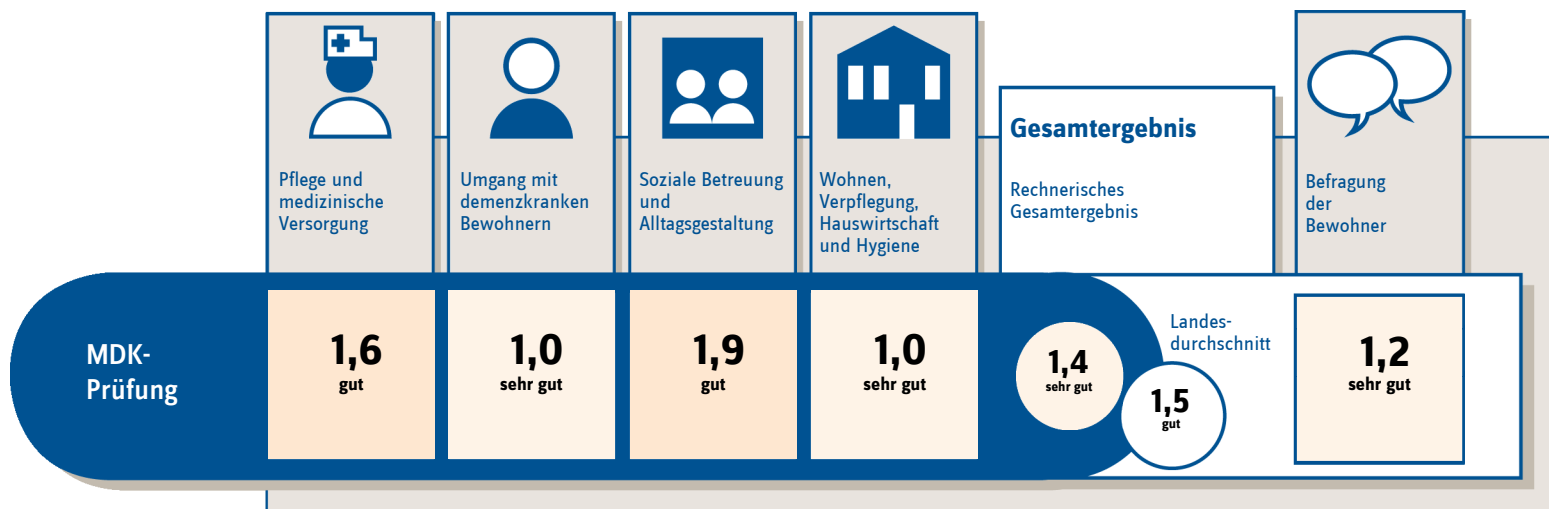 Pflege und
medizinische
Versorgung
Umgang mit
demenzkranken
Bewohnern
Soziale Betreuung
und
Alltagsgestaltung
Wohnen,
Verpflegung,
Hauswirtschaft
und Hygiene
Gesamtergebnis
Rechnerisches
Gesamtergebnis
Befragung
der
Bewohner
MDK-
Prüfung
1,6
gut
1,0
sehr gut
1,9
gut
1,0
sehr gut
1,4
sehr gut
Landes-
durchschnitt
1,5
gut
1,2
sehr gut